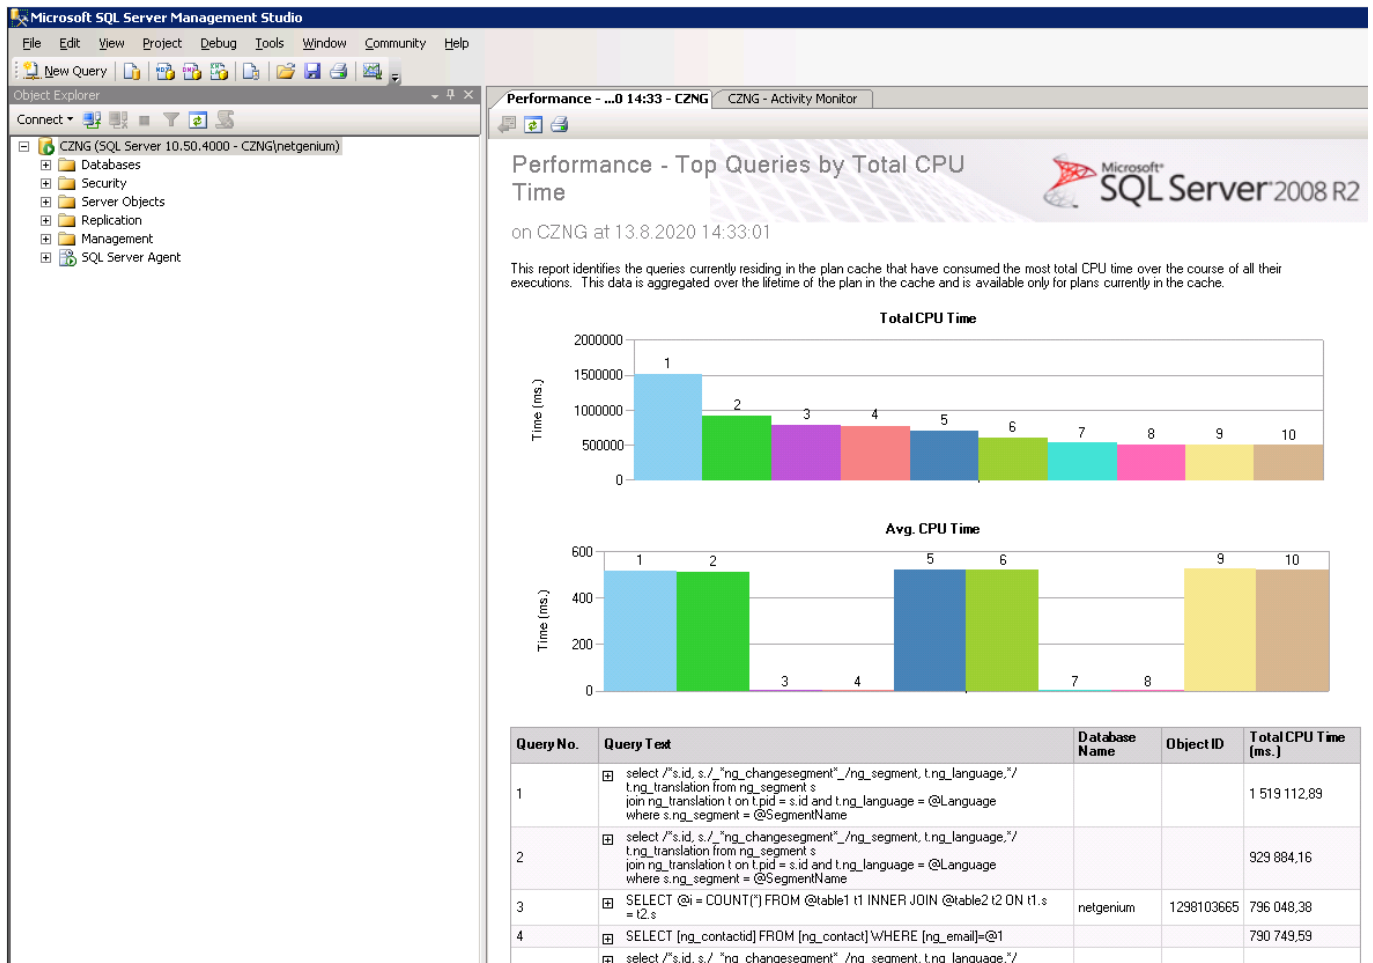 Microsoft SQL Server Management Studio
File Edit View Project Debug Tools Window Community Help
New Query
Object Explorer
Connect
CZNG (SQL Server 10.50.4000 - CZNG\netgenium)
Databases
Security
Server Objects
Replication
Management
SQL Server Agent
Performance - ...0 14:33 - CZNG
CZNG - Activity Monitor
Performance - Top Queries by Total CPU
Time
Microsoft
SQL Server 2008 R2
on CZNG at 13.8.2020 14:33:01
This report identifies the queries currently residing in the plan cache that have consumed the most total CPU time over the course of all their
executions. This data is aggregated over the lifetime of the plan in the cache and is available only for plans currently in the cache.
Total CPU Time
Time (ms.)
2000000
1500000
1000000
500000
0
1 2 3 4 5 6 7 8 9 10
Avg. CPU Time
Time (ms.)
600
400
200
0
1 2 3 4 5 6 7 8 9 10
Query No. Query Text Database Name Object ID Total CPU Time (ms.)
1
select /*s.id, s./_*ng_changesegment*_/ng_segment, t.ng_language,*/
t.ng_translation from ng_segment s
join ng_translation t on t.pid = s.id and t.ng_language = @Language
where s.ng_segment = @SegmentName
1 519 112,89
2
select /*s.id, s./_*ng_changesegment*_/ng_segment, t.ng_language,*/
t.ng_translation from ng_segment s
join ng_translation t on t.pid = s.id and t.ng_language = @Language
where s.ng_segment = @SegmentName
929 884,16
3
SELECT @i = COUNT(*) FROM @table1 t1 INNER JOIN @table2 t2 ON t1.s
= t2.s
netgenium 1298103665 796 048,38
4 SELECT [ng_contactid] FROM [ng_contact] WHERE [ng_email]=@1 790 749,59
select /*s.id, s./_*ng_changesegment*_/ng_segment, t.ng_language,*/